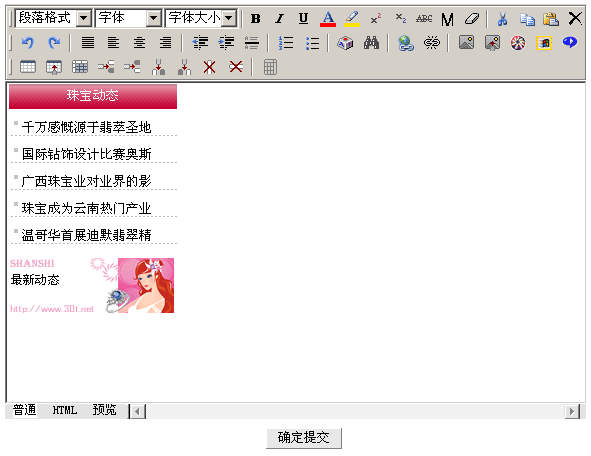 段落格式 字体 字体大小 B I U A x² x₂ ABC M
珠宝动态
千万感慨源于翡萃圣地
国际钻饰设计比赛奥斯
广西珠宝业对业界的影
珠宝成为云南热门产业
温哥华首展迪默翡翠精
SHANSHI
最新动态
http://www.30t.net
普通 HTML 预览
确定提交